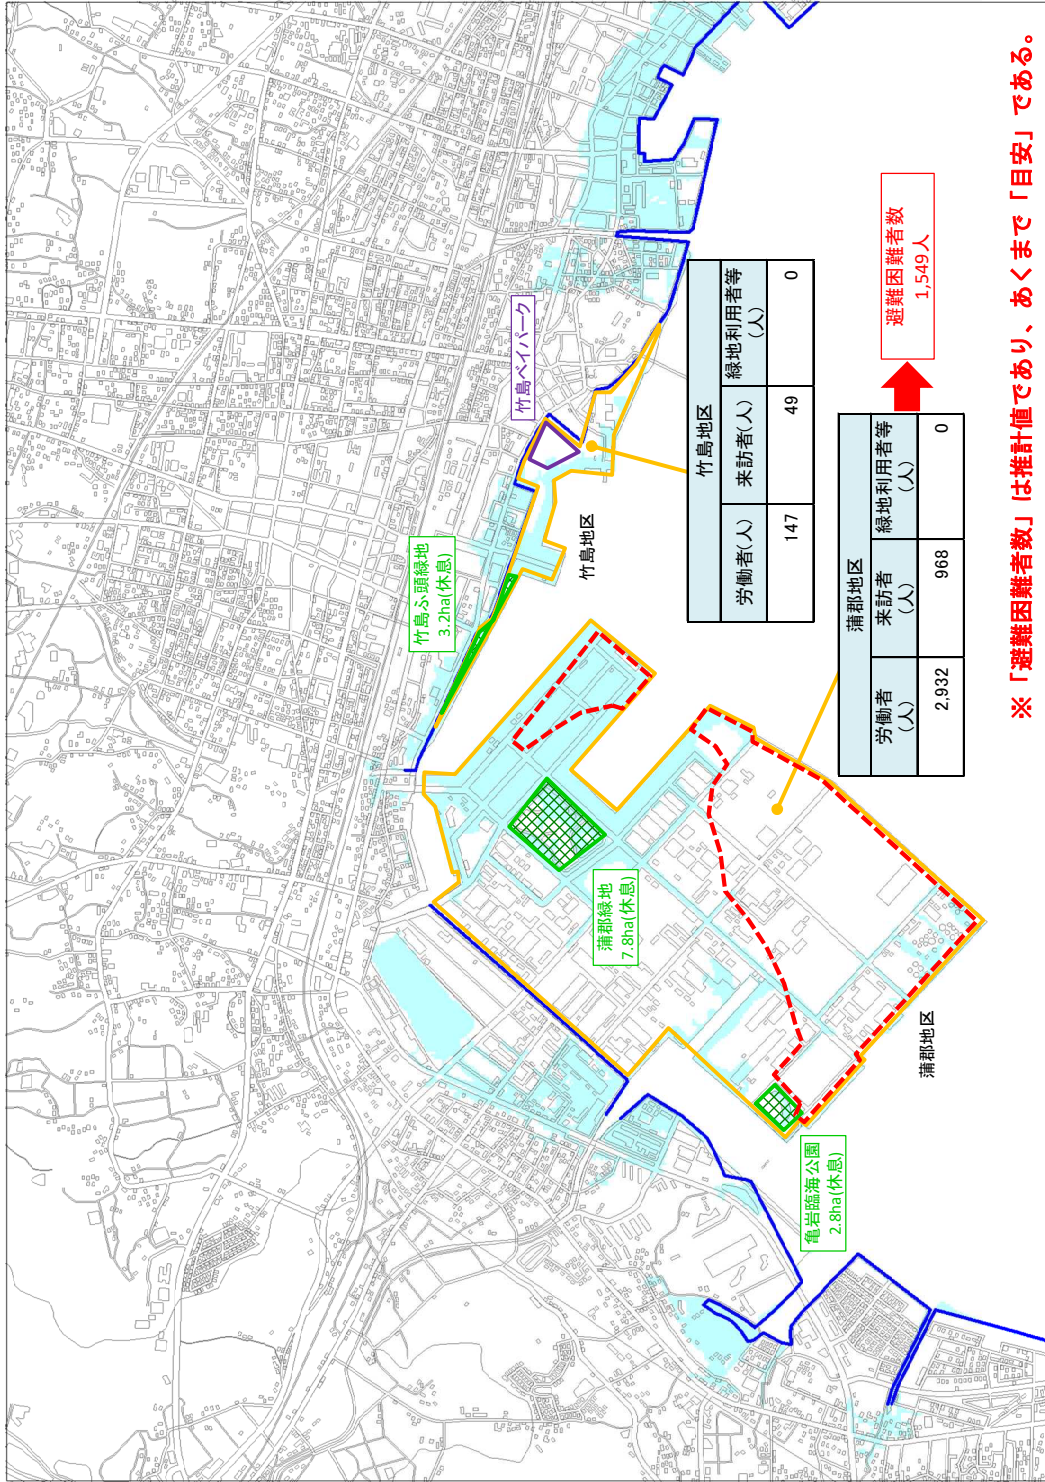 竹島ベイパーク
竹島ふ頭緑地
3.2ha(休息)
竹島地区
蒲郡緑地
7.8ha(休息)
亀岩臨海公園
2.8ha(休息)
蒲郡地区
竹島地区
労働者(人) 来訪者(人) 緑地利用者等
(人)
147 49 0
蒲郡地区
労働者
(人) 来訪者
(人) 緑地利用者等
(人)
2,932 968 0
避難困難者数
1,549人
※「避難困難者数」は推計値であり、あくまで「目安」である。